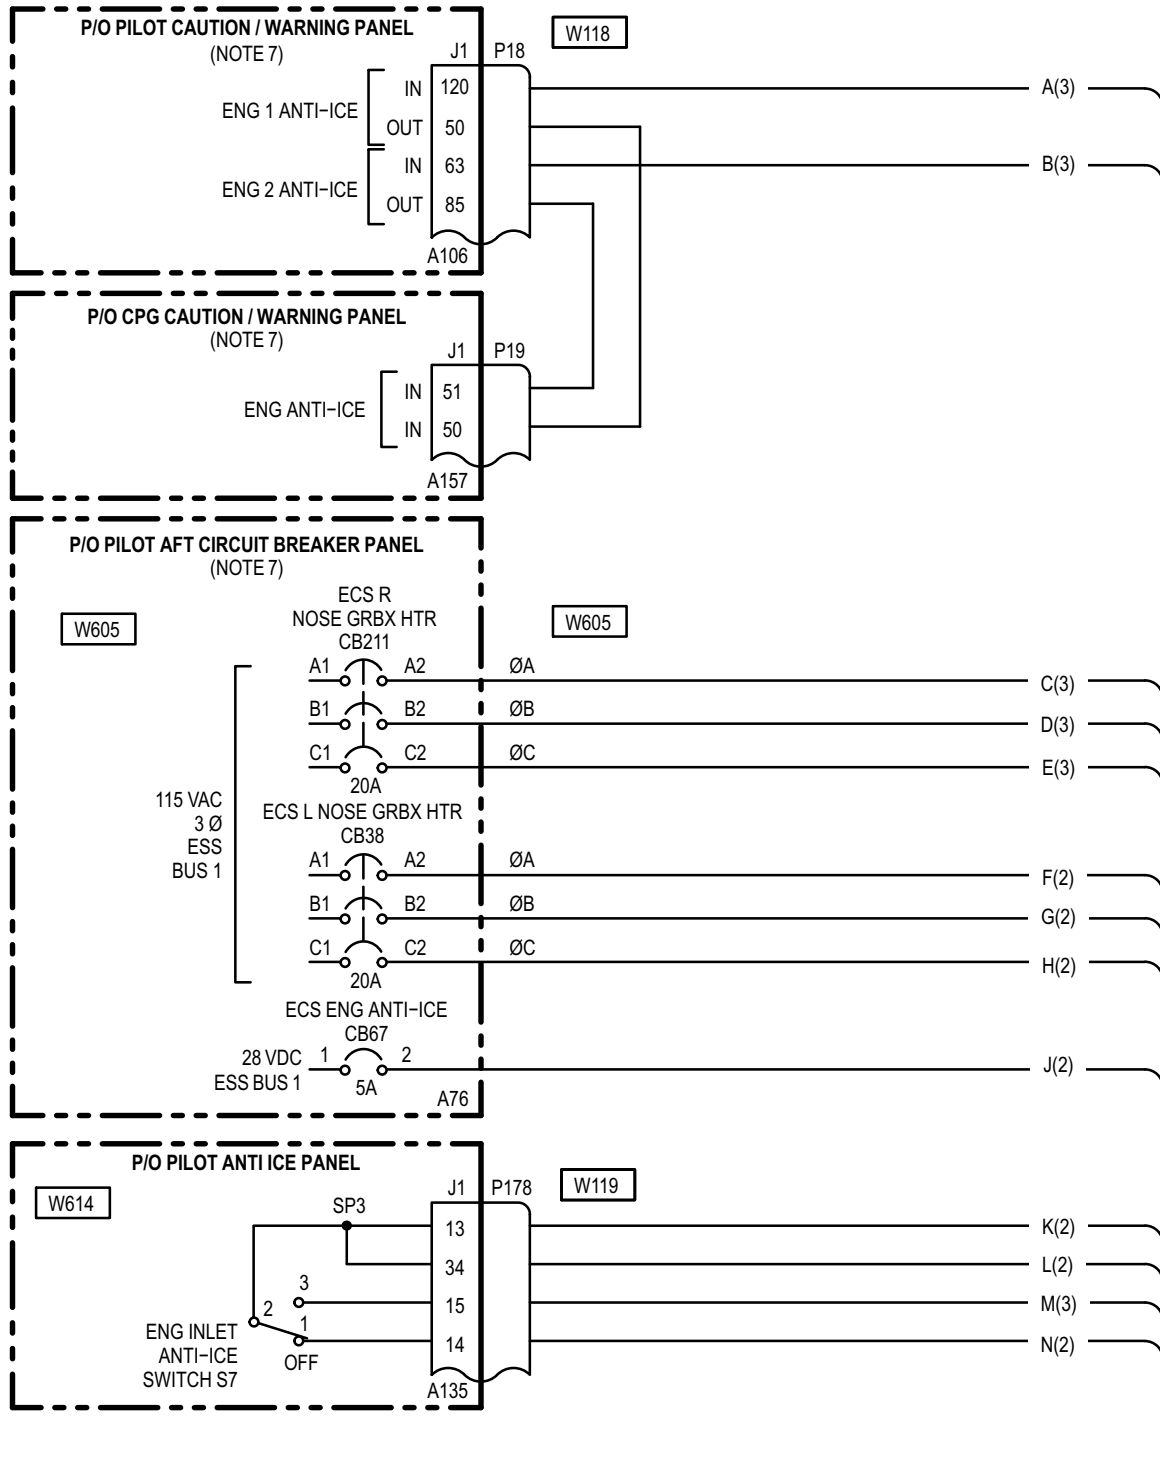 P/O PILOT CAUTION / WARNING PANEL
(NOTE 7)
W118
J1 P18
ENG 1 ANTI−ICE
IN 120 A(3)
OUT 50
ENG 2 ANTI−ICE
IN 63 B(3)
OUT 85
A106
P/O CPG CAUTION / WARNING PANEL
(NOTE 7)
J1 P19
ENG ANTI−ICE
IN 51
IN 50
A157
P/O PILOT AFT CIRCUIT BREAKER PANEL
(NOTE 7)
W605
W605
115 VAC
3 Ø
ESS
BUS 1
ECS R
NOSE GRBX HTR
CB211
A1 A2 ØA C(3)
B1 B2 ØB D(3)
C1 C2 ØC E(3)
20A
ECS L NOSE GRBX HTR
CB38
A1 A2 ØA F(2)
B1 B2 ØB G(2)
C1 C2 ØC H(2)
20A
ECS ENG ANTI−ICE
CB67
28 VDC
ESS BUS 1
1 2 J(2)
5A
A76
P/O PILOT ANTI ICE PANEL
W614
J1 P178
W119
SP3
13 K(2)
34 L(2)
3 15 M(3)
2
1 14 N(2)
OFF
ENG INLET
ANTI−ICE
SWITCH S7
A135